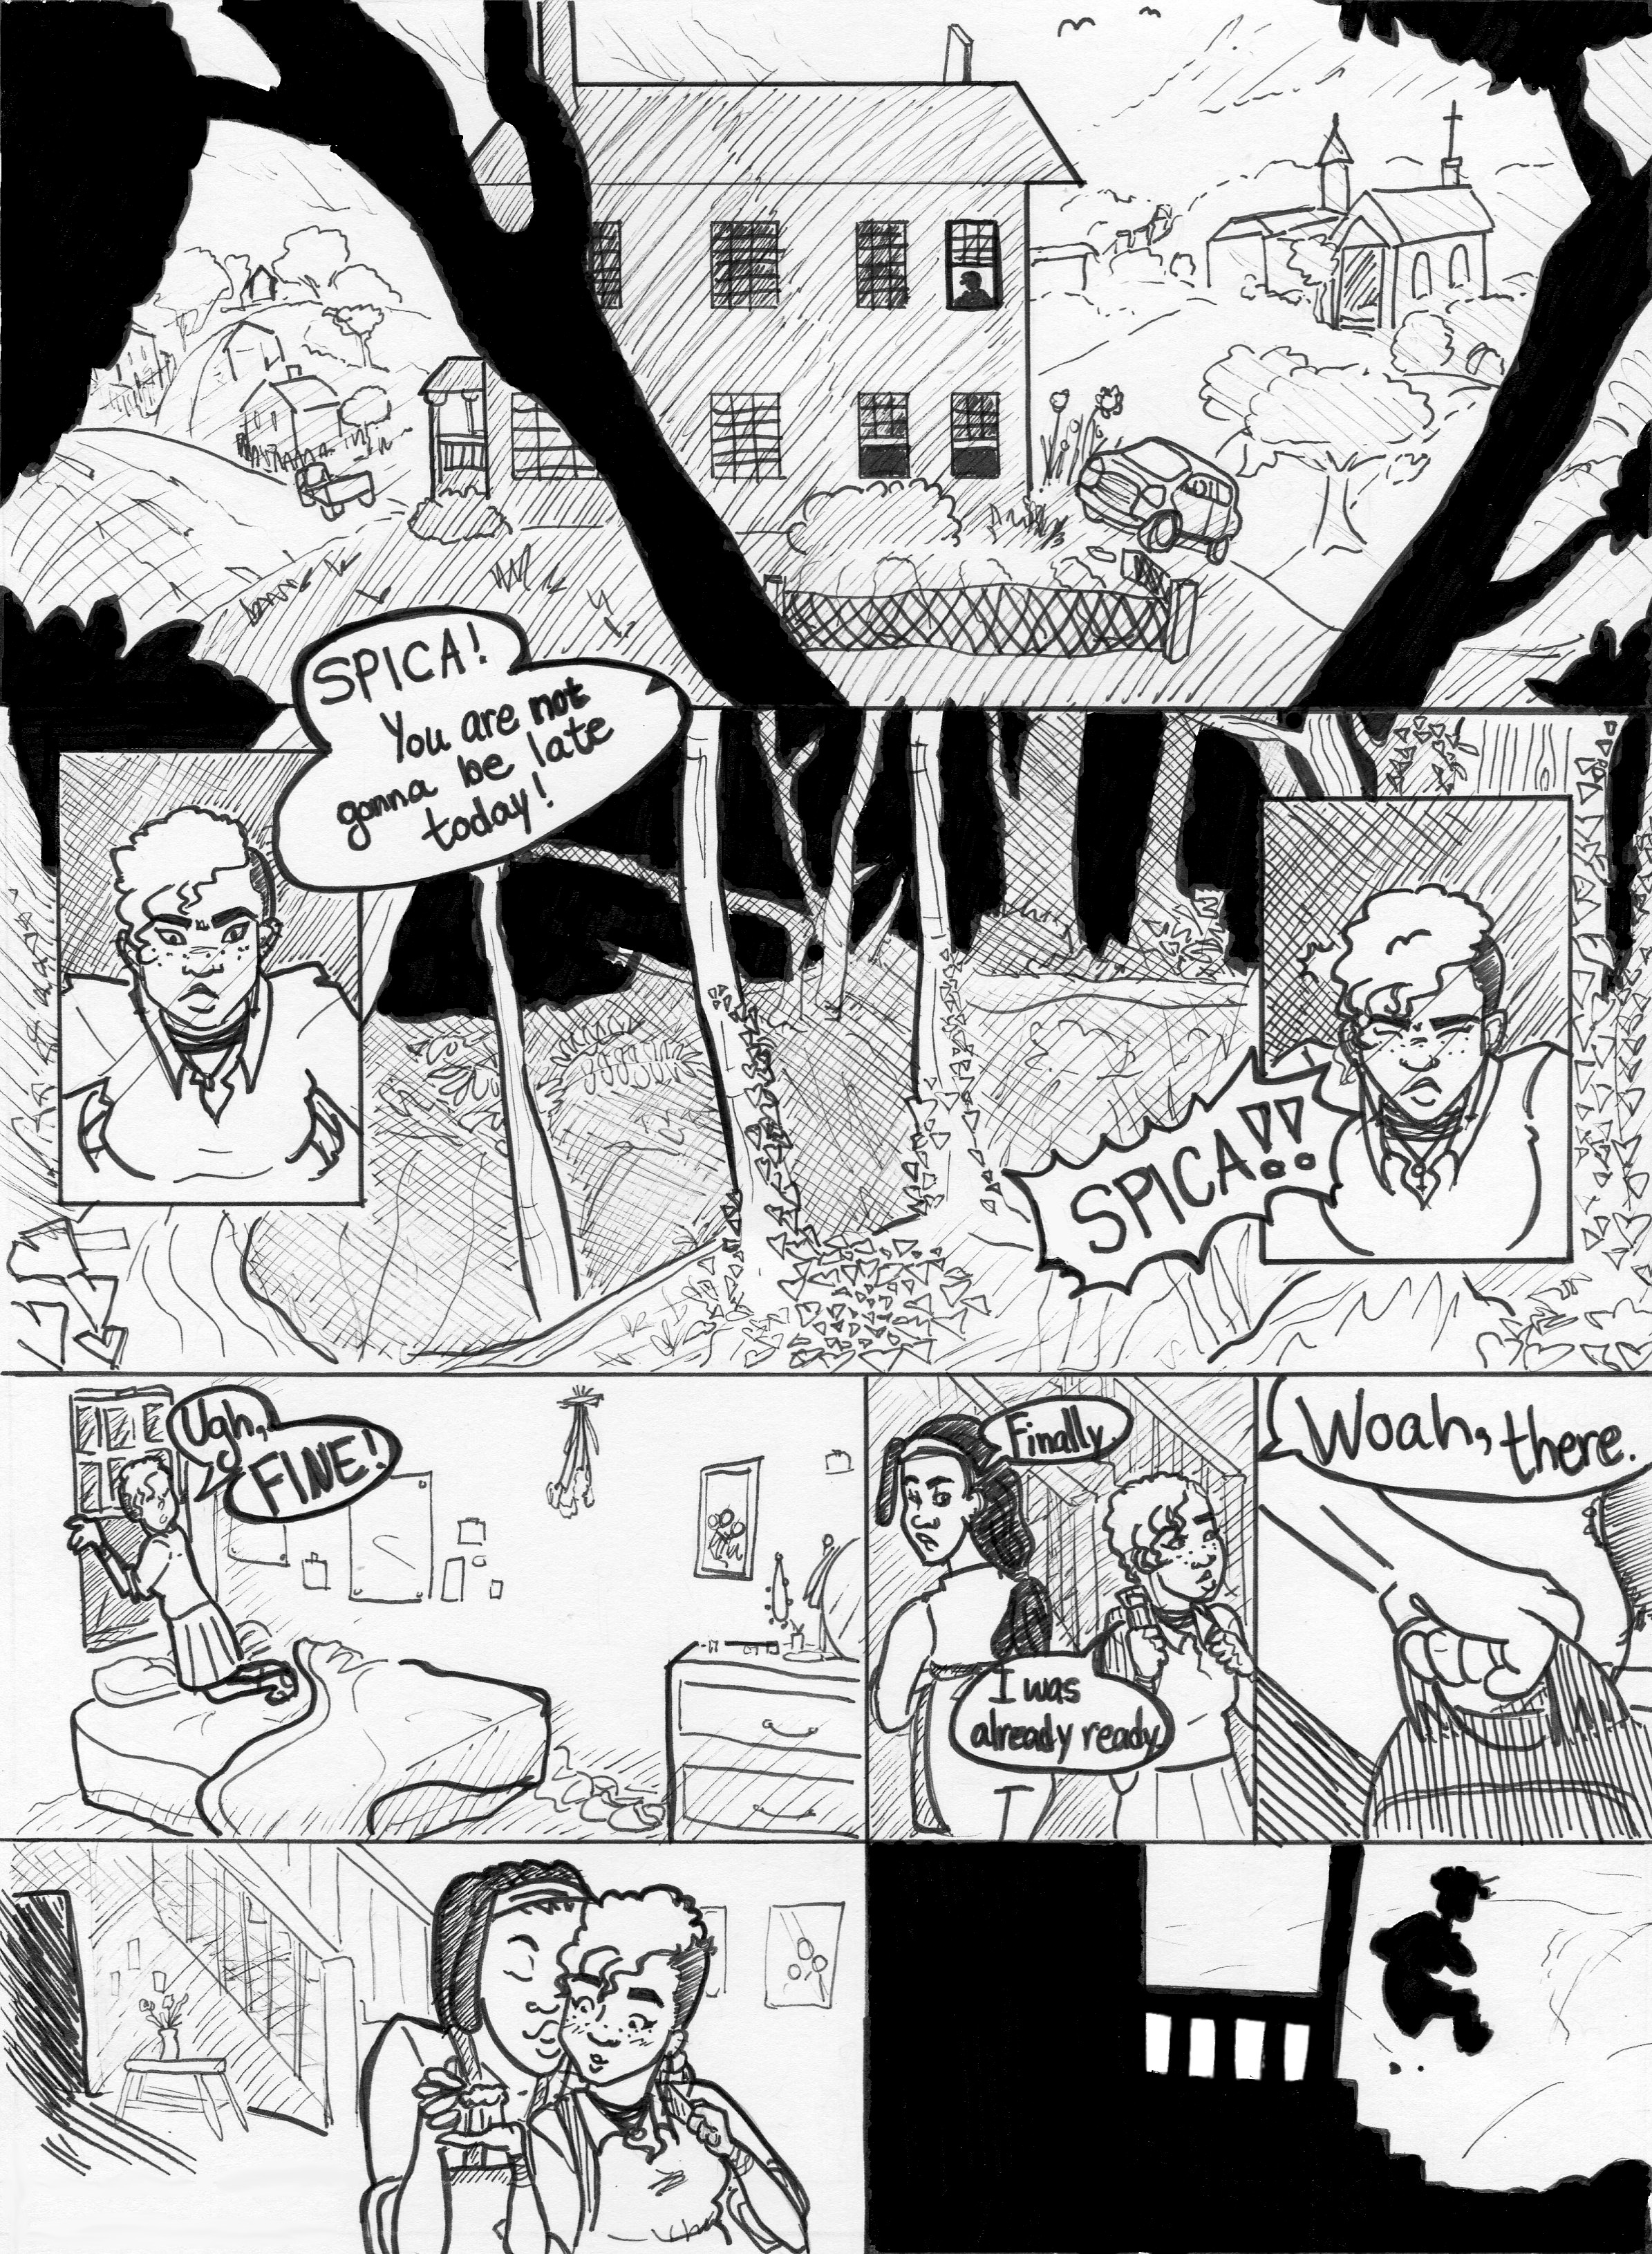 SPICA!
You are not
gonna be late
today!
SPICA!!
Ugh,
FINE!
Finally.
I was
already ready.
Woah, there.